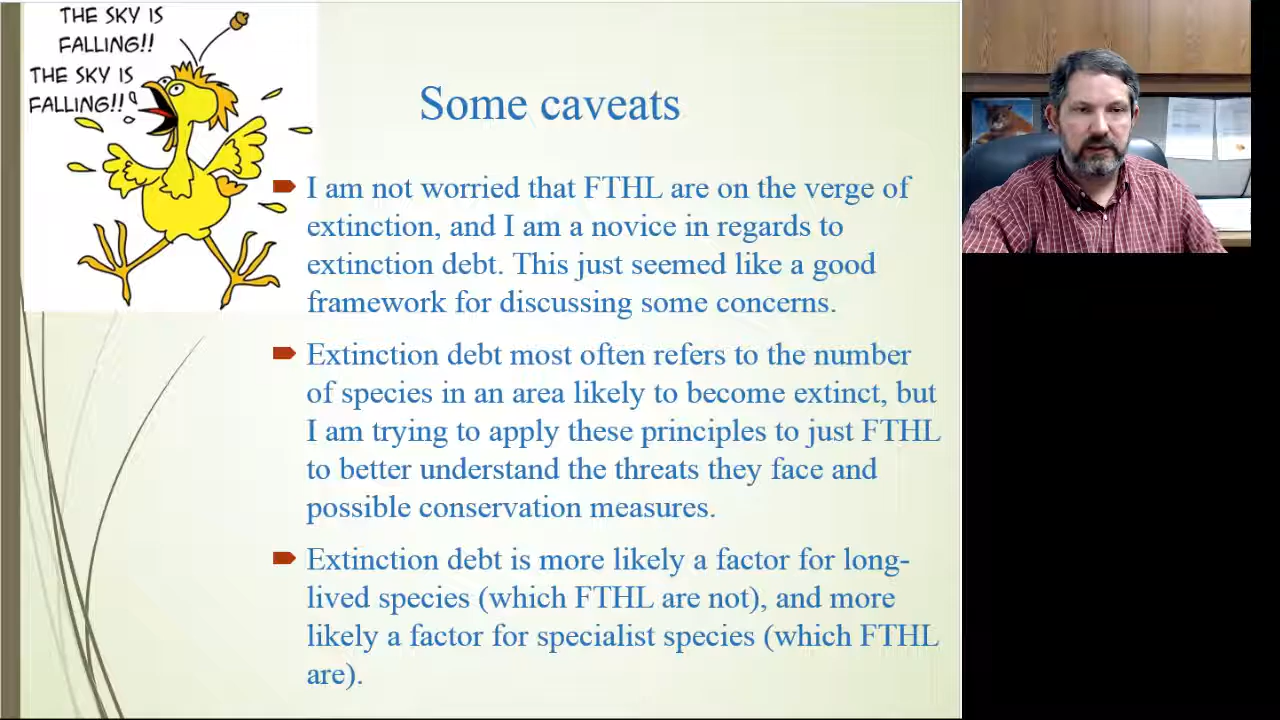 THE SKY IS
FALLING!!
THE SKY IS
FALLING!!
Some caveats
I am not worried that FTHL are on the verge of
extinction, and I am a novice in regards to
extinction debt. This just seemed like a good
framework for discussing some concerns.
Extinction debt most often refers to the number
of species in an area likely to become extinct, but
I am trying to apply these principles to just FTHL
to better understand the threats they face and
possible conservation measures.
Extinction debt is more likely a factor for long-
lived species (which FTHL are not), and more
likely a factor for specialist species (which FTHL
are).